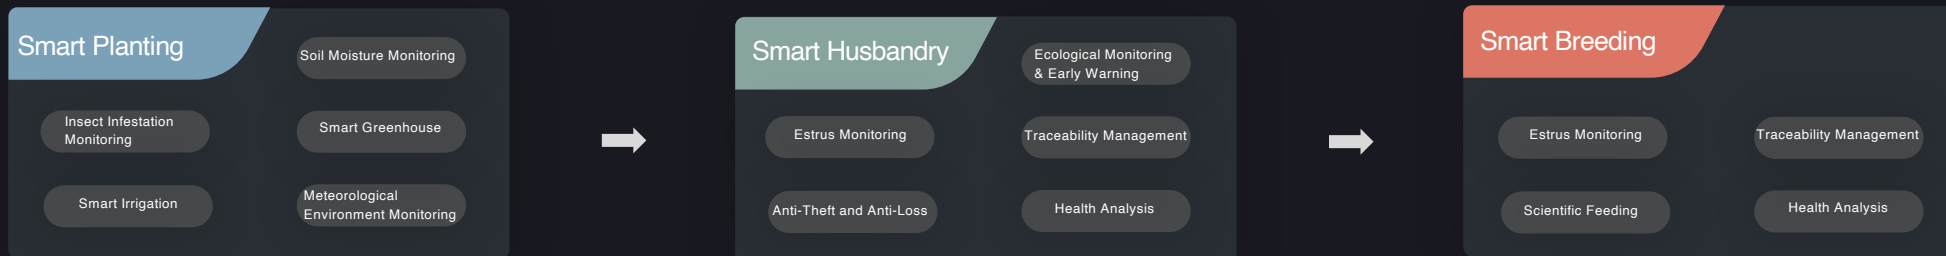 Smart Planting
Soil Moisture Monitoring
Insect Infestation
Monitoring
Smart Greenhouse
Smart Irrigation
Meteorological
Environment Monitoring
Smart Husbandry
Ecological Monitoring
& Early Warning
Estrus Monitoring
Traceability Management
Anti-Theft and Anti-Loss
Health Analysis
Smart Breeding
Estrus Monitoring
Traceability Management
Scientific Feeding
Health Analysis